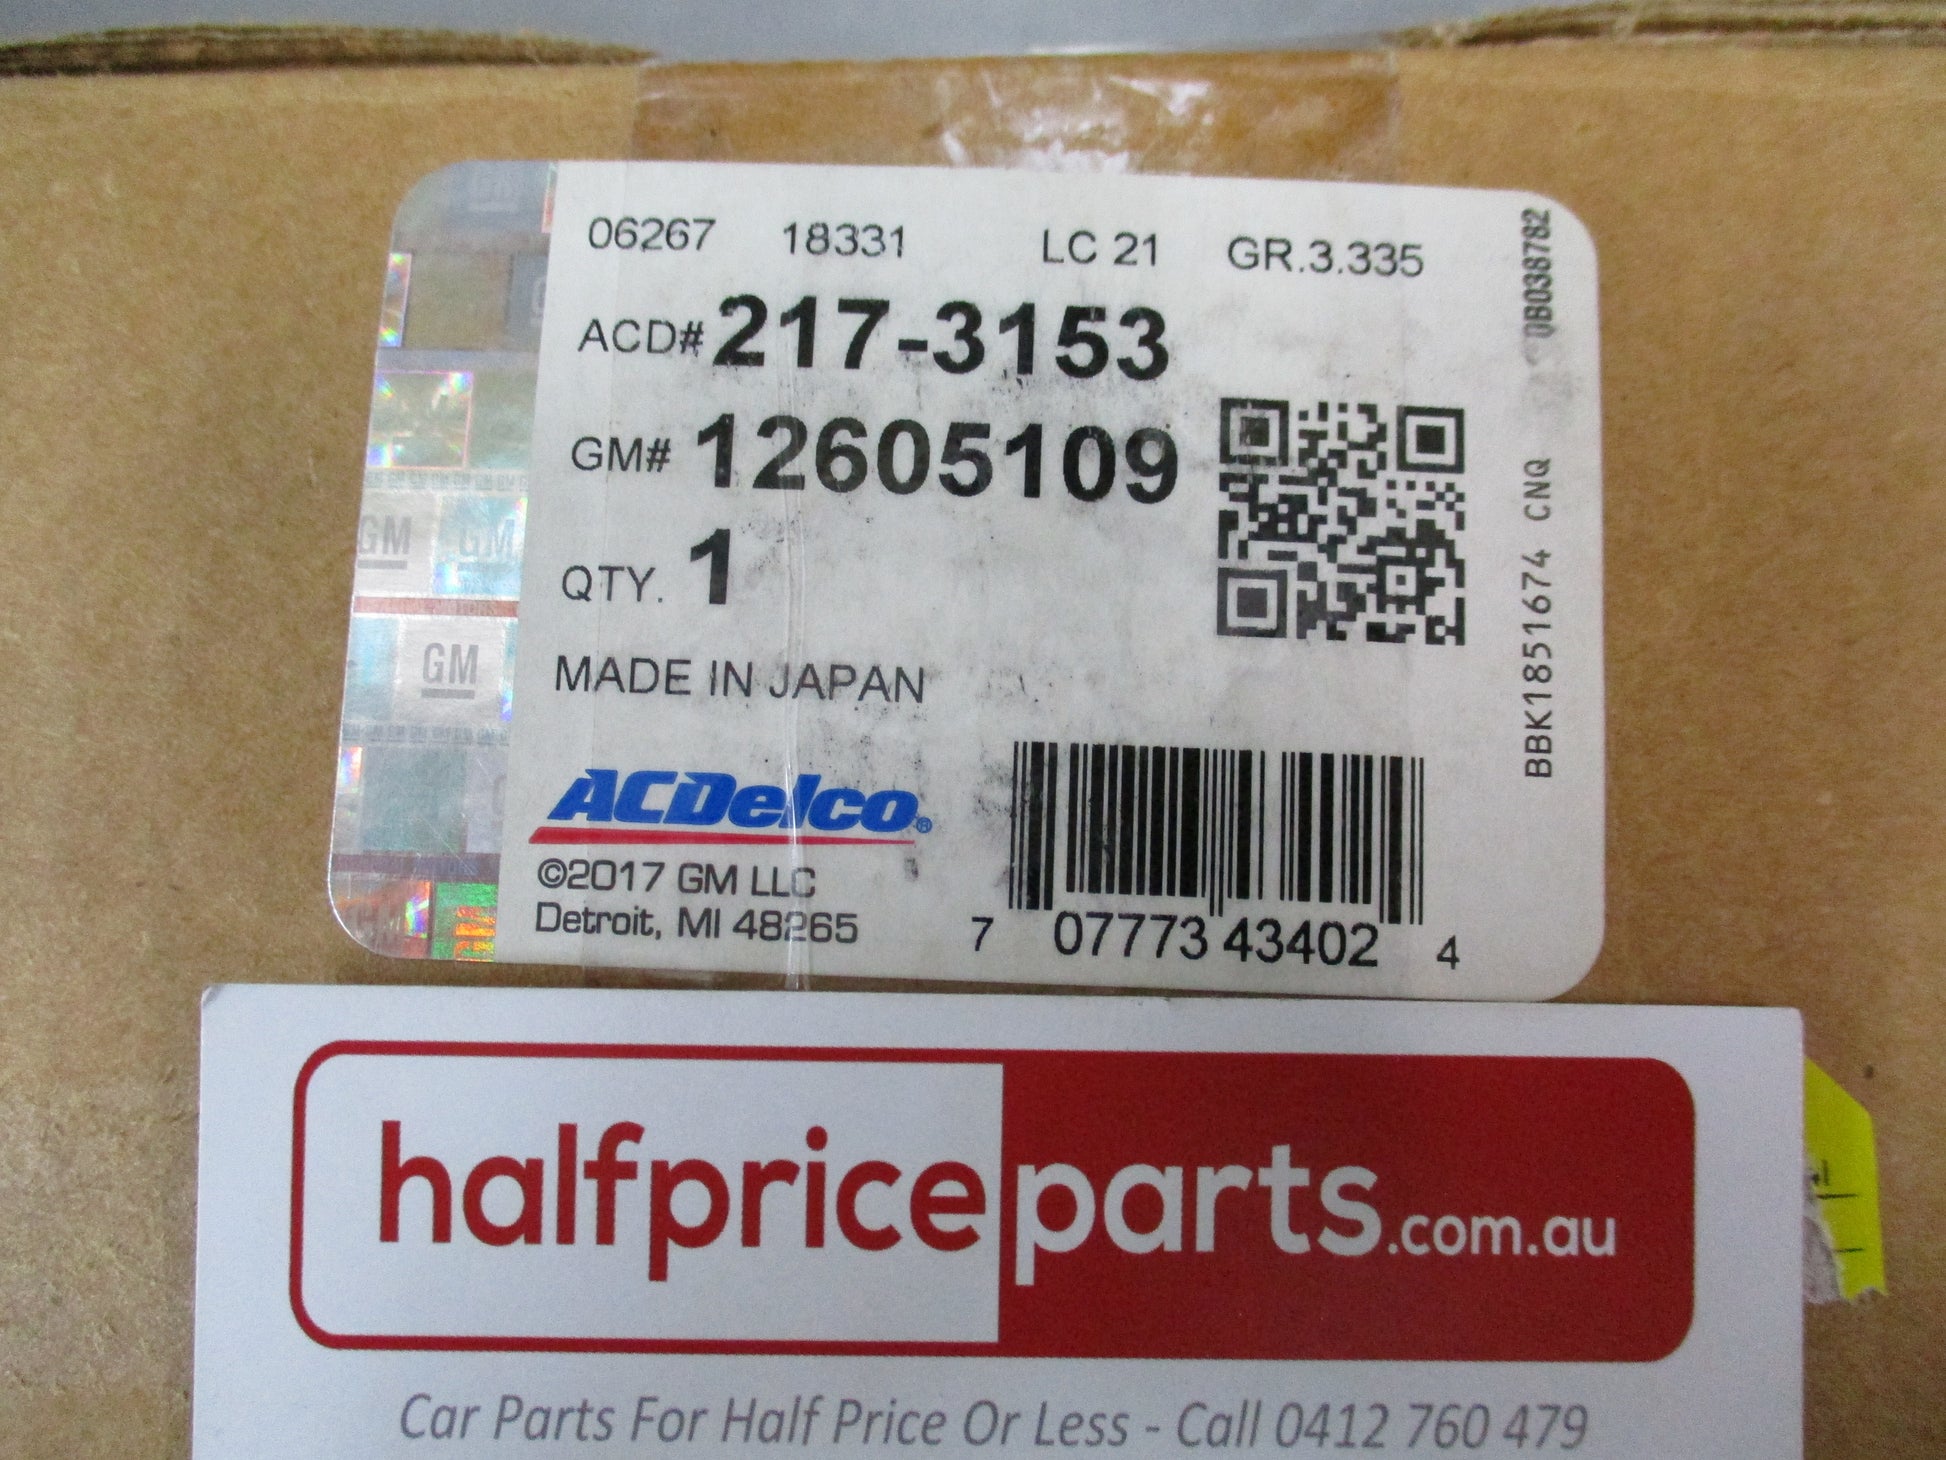 06267 18331 LC 21 GR.3.335
ACD# 217-3153
GM# 12605109
QTY. 1
MADE IN JAPAN
ACDelco®
©2017 GM LLC
Detroit, MI 48265
7 07773 43402 4
BBK1851674 CNQ
0B038782
GM
GM
GM
halfpriceparts.com.au
Car Parts For Half Price Or Less - Call 0412 760 479